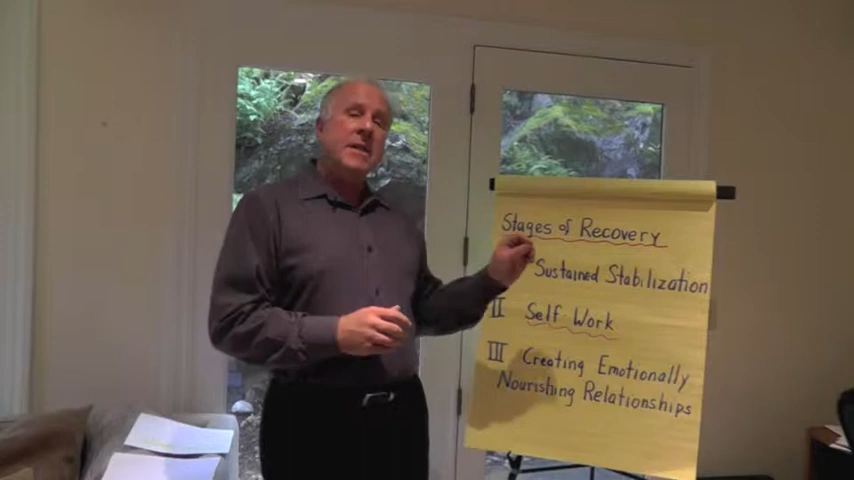 Stages of Recovery
Sustained Stabilization
II Self Work
III Creating Emotionally
Nourishing Relationships